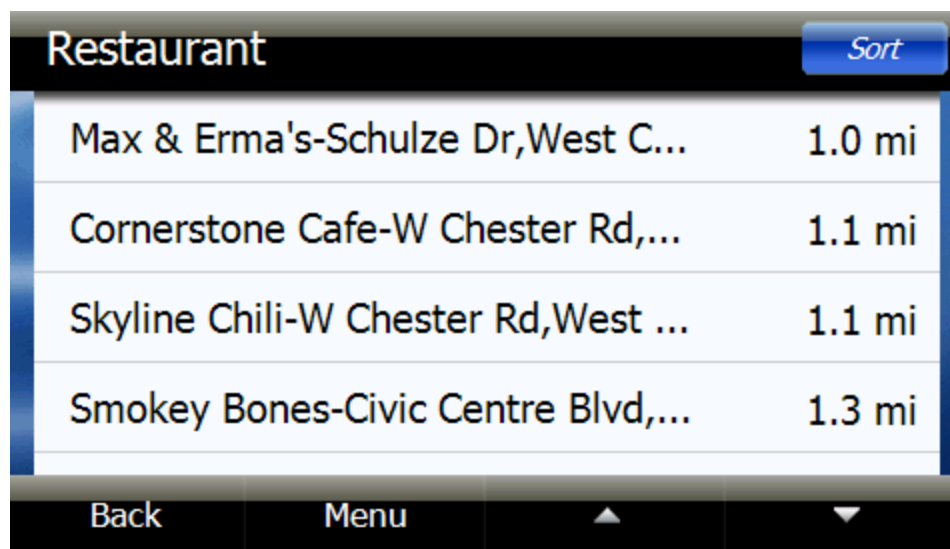 Restaurant Sort
Max & Erma's-Schulze Dr,West C... 1.0 mi
Cornerstone Cafe-W Chester Rd,... 1.1 mi
Skyline Chili-W Chester Rd,West ... 1.1 mi
Smokey Bones-Civic Centre Blvd,... 1.3 mi
Back Menu